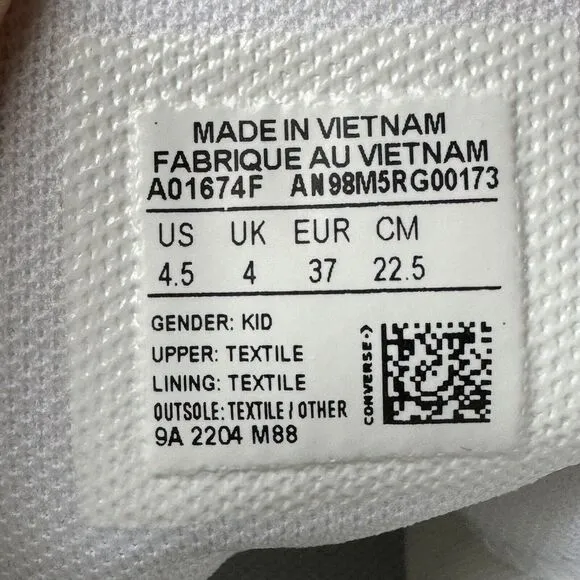 MADE IN VIETNAM
FABRIQUE AU VIETNAM
A01674F AN98M5RG00173
US UK EUR CM
4.5 4 37 22.5
GENDER: KID
UPPER: TEXTILE
LINING: TEXTILE
OUTSOLE: TEXTILE / OTHER
9A 2204 M88
CONVERSE